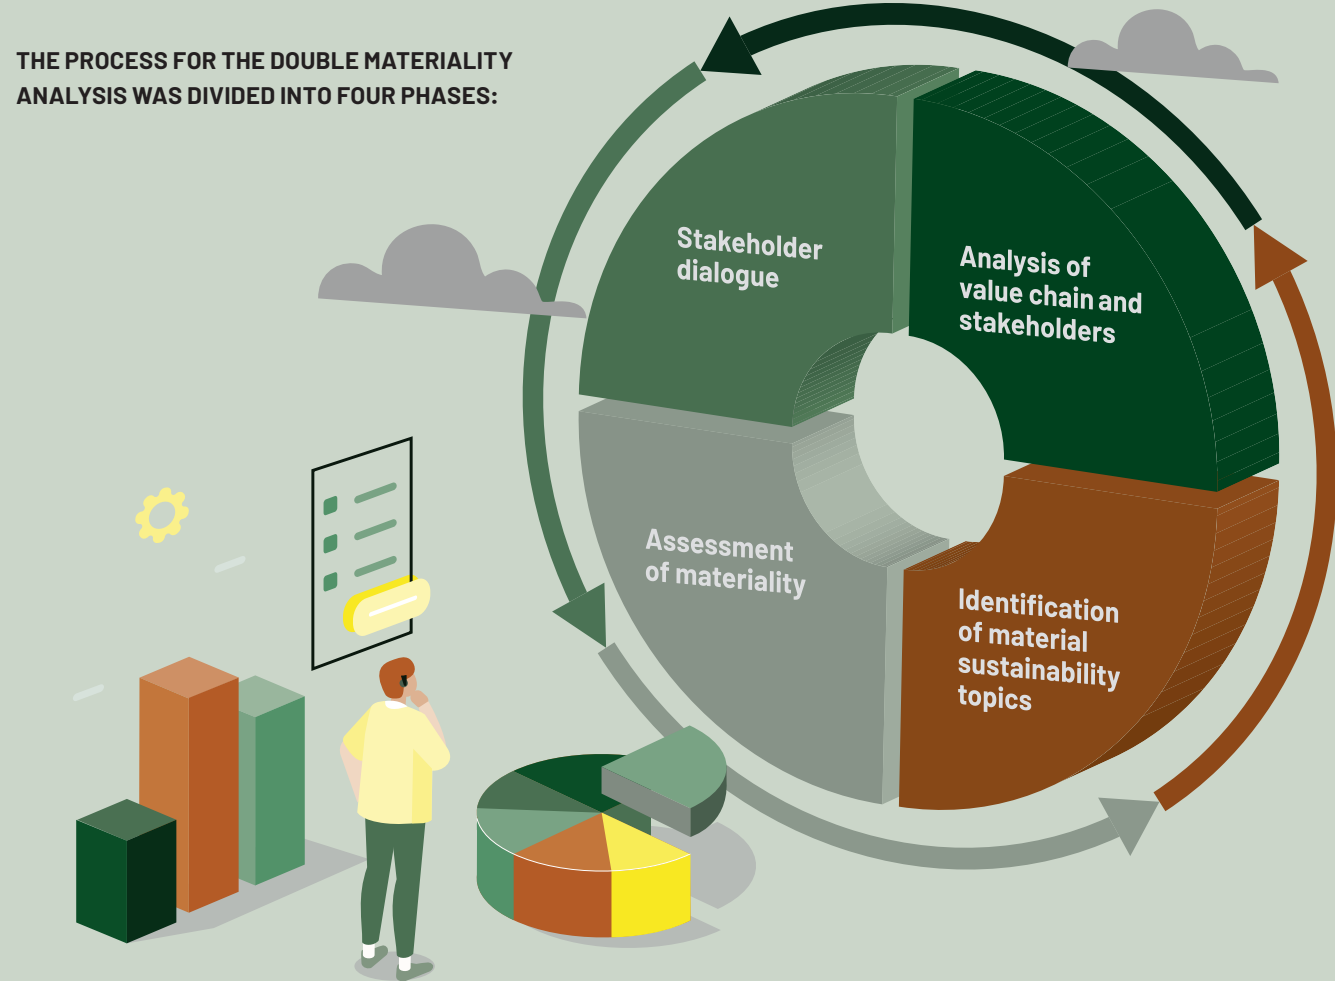 THE PROCESS FOR THE DOUBLE MATERIALITY
ANALYSIS WAS DIVIDED INTO FOUR PHASES:
Stakeholder
dialogue
Analysis of
value chain and
stakeholders
Assessment
of materiality
Identification
of material
sustainability
topics